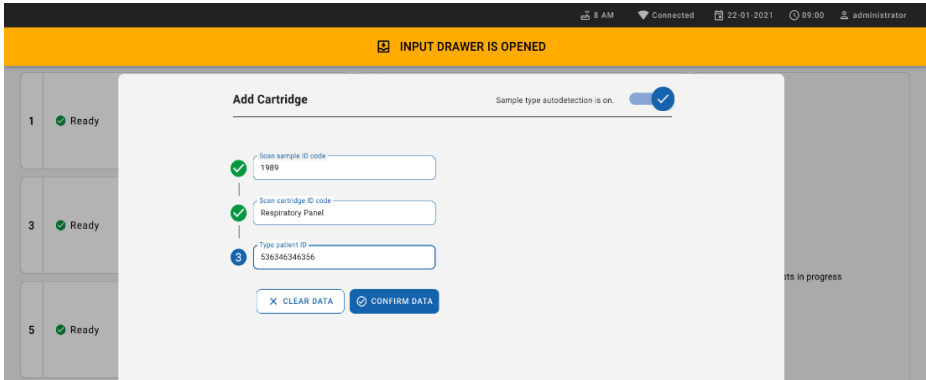 8 AM Connected 22-01-2021 09:00 administrator
INPUT DRAWER IS OPENED
Add Cartridge
Sample type autodetection is on.
1 Ready
Scan sample ID code
1989
Scan cartridge ID code
Respiratory Panel
3 Ready
Type patient ID
3 536346346356
in progress
CLEAR DATA
CONFIRM DATA
5 Ready